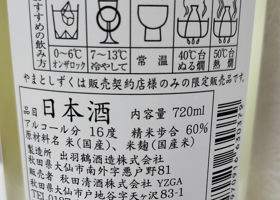 すすめの飲み方
0~6℃
オンザロック
7~13℃
冷やして
常温
40℃台
ぬる燗
50℃台
熱燗
やまとしずくは販売契約店様のみの限定販売品です
品目 日本酒 内容量 720ml
アルコール分 16度 精米歩合 60%
原材料名 米(国産)、米麹(国産米)
製造所 出羽鶴酒造株式会社
秋田県大仙市南外字悪戸野81
販売者 秋田清酒株式会社 YZGA
秋田県大仙市戸地谷字天ヶ沢83-1